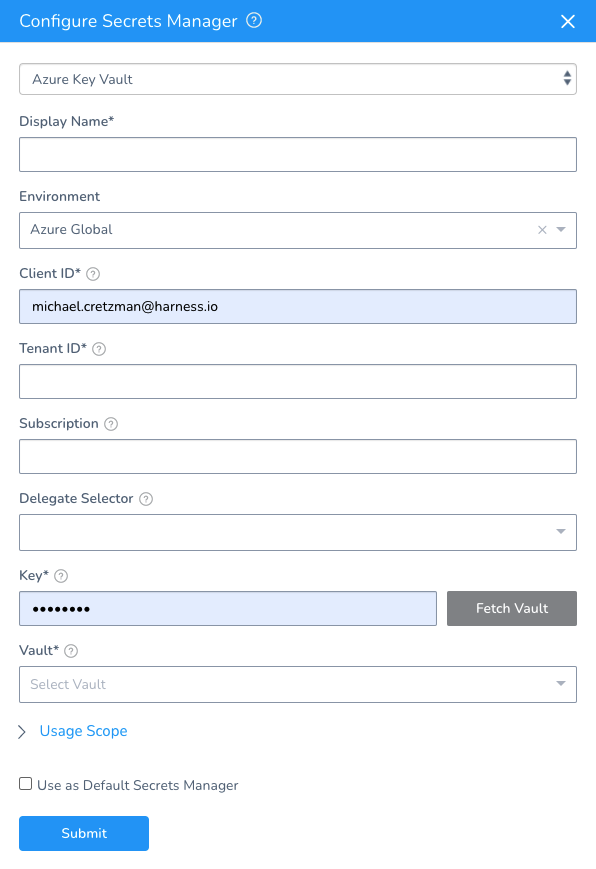 Configure Secrets Manager ?
Azure Key Vault
Display Name*
Environment
Azure Global
Client ID* ?
michael.cretzman@harness.io
Tenant ID* ?
Subscription ?
Delegate Selector ?
Key* ?
•••••••• Fetch Vault
Vault* ?
Select Vault
Usage Scope
Use as Default Secrets Manager
Submit